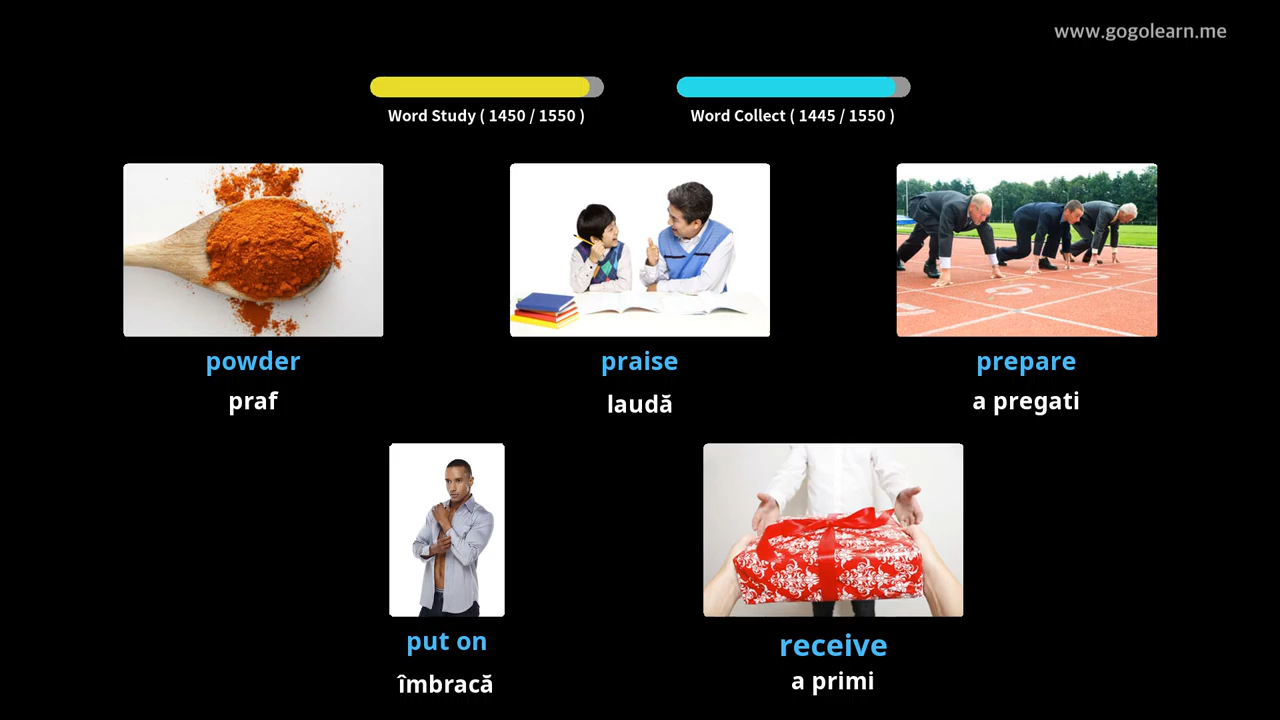 www.gogolearn.me
Word Study ( 1450 / 1550 )
Word Collect ( 1445 / 1550 )
powder
praf
praise
laudă
prepare
a pregati
put on
îmbracă
receive
a primi